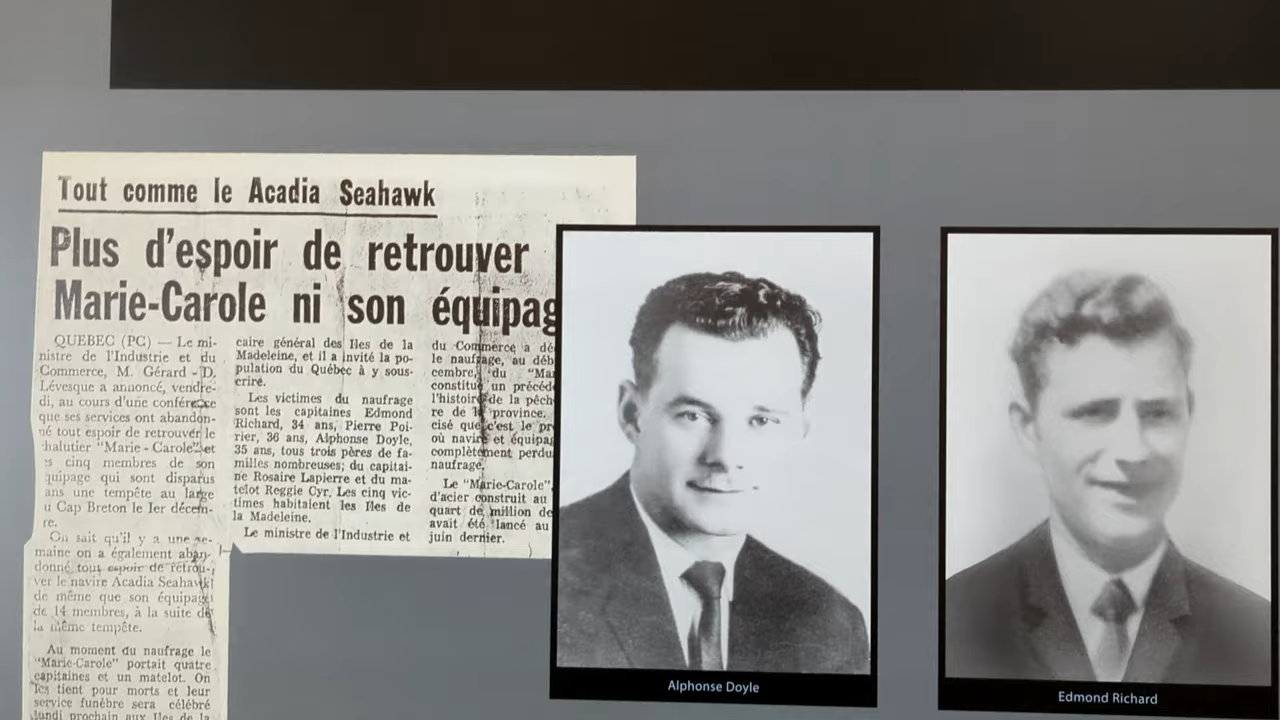 Tout comme le Acadia Seahawk
Plus d'espoir de retrouver
Marie-Carole ni son équipag
QUEBEC (PC) — Le mi-
nistre de l'Industrie et du
Commerce, M. Gérard - D.
Lévesque a annoncé, vendre-
di, au cours d'une conférence
que ses services ont abandon-
né tout espoir de retrouver le
chalutier "Marie - Carole" et
s cinq membres de son
quipage qui sont disparus
ans une tempête au large
u Cap Breton le 1er décem-
re.
On sait qu'il y a une se-
maine on a également aban-
donné tout espoir de retrou-
ver le navire Acadia Seahawk
de même que son équipage
de 14 membres, à la suite de
la même tempête.
Au moment du naufrage le
"Marie-Carole" portait quatre
capitaines et un matelot. On
les tient pour morts et leur
service funèbre sera célébré
lundi prochain aux Iles de la
caire général des Iles de la
Madeleine, et il a invité la po-
pulation du Québec à y sous-
crire.
Les victimes du naufrage
sont les capitaines Edmond
Richard, 34 ans, Pierre Poi-
rier, 36 ans, Alphonse Doyle,
35 ans, tous trois pères de fa-
milles nombreuses; du capitai-
ne Rosaire Lapierre et du ma-
telot Reggie Cyr. Les cinq vic-
times habitaient les Iles de
la Madeleine.
Le ministre de l'Industrie et
du Commerce a dé
le naufrage, au déb
cembre, du "Mar
constitue un précéd
l'histoire de la pêch
re de la province.
cisé que c'est le pr
où navire et équipa
complètement perdu
naufrage.
Le "Marie-Carole",
d'acier construit au
quart de million de
avait été lancé au
juin dernier.
Alphonse Doyle
Edmond Richard